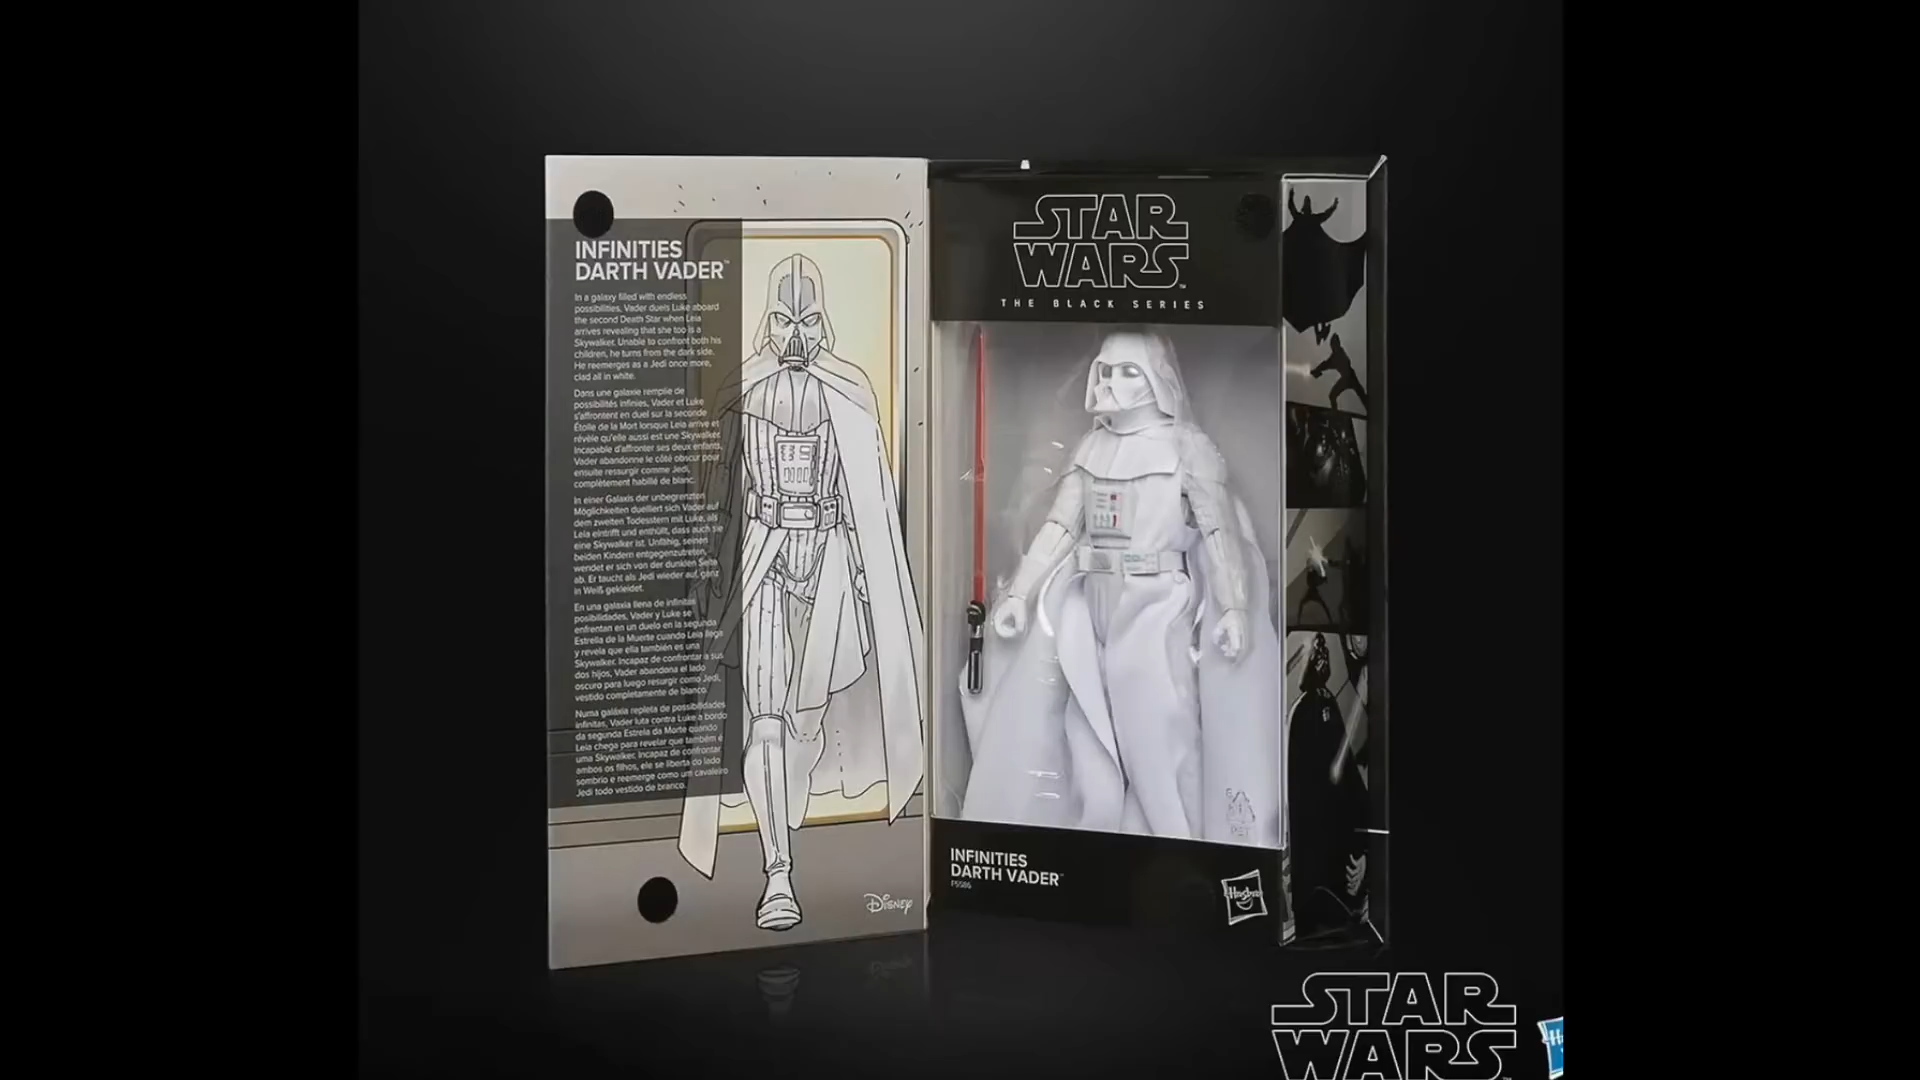 INFINITIES
DARTH VADER™
In a galaxy filled with endless
possibilities, Vader duels Luke aboard
the second Death Star when Leia
arrives revealing that she too is a
Skywalker. Unable to confront both his
children, he turns from the dark side.
He reemerges as a Jedi once more,
clad all in white.
Dans une galaxie remplie de
possibilités infinies, Vader et Luke
s'affrontent en duel sur la seconde
Étoile de la Mort lorsque Leia arrive et
révèle qu'elle aussi est une Skywalker.
Incapable d'affronter ses deux enfants,
Vader abandonne le côté obscur pour
ensuite ressurgir comme Jedi,
complètement habillé de blanc.
In einer Galaxis der unbegrenzten
Möglichkeiten duelliert sich Vader auf
dem zweiten Todesstern mit Luke, als
Leia eintrifft und enthüllt, dass auch sie
eine Skywalker ist. Unfähig, seinen
beiden Kindern entgegenzutreten,
wendet er sich von der dunklen Seite
ab. Er taucht als Jedi wieder auf, ganz
in Weiß gekleidet.
En una galaxia llena de infinitas
posibilidades, Vader y Luke se
enfrentan en un duelo en la segunda
Estrella de la Muerte cuando Leia llega
y revela que ella también es una
Skywalker. Incapaz de confrontar a sus
dos hijos, Vader abandona el lado
oscuro para luego resurgir como Jedi,
vestido completamente de blanco.
Numa galáxia repleta de possibilidades
infinitas, Vader luta contra Luke a bordo
da segunda Estrela da Morte quando
Leia chega para revelar que também é
uma Skywalker. Incapaz de confrontar
ambos os filhos, ele se liberta do lado
sombrio e reemerge como um cavaleiro
Jedi todo vestido de branco.
Disney
STAR
WARS™
THE BLACK SERIES
INFINITIES
DARTH VADER™
F5586
Hasbro
STAR
WARS